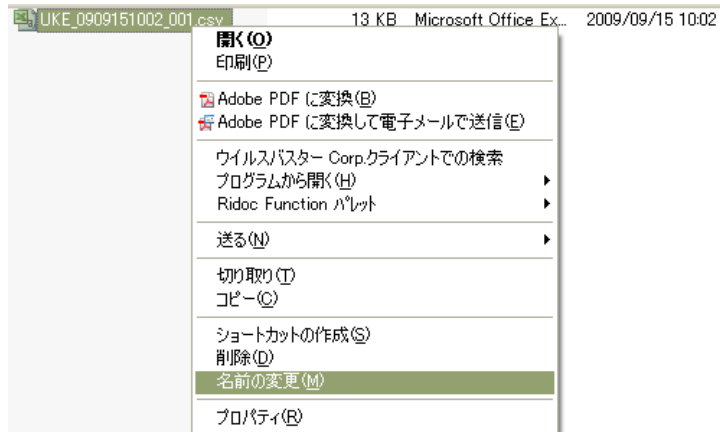 UKE_0909151002_001.csv 13 KB Microsoft Office Ex... 2009/09/15 10:02
開く(O)
印刷(P)
Adobe PDF に変換(B)
Adobe PDF に変換して電子メールで送信(E)
ウイルスバスター Corp.クライアントでの検索
プログラムから開く(H)
Ridoc Function パレット
送る(N)
切り取り(T)
コピー(C)
ショートカットの作成(S)
削除(D)
名前の変更(M)
プロパティ(R)